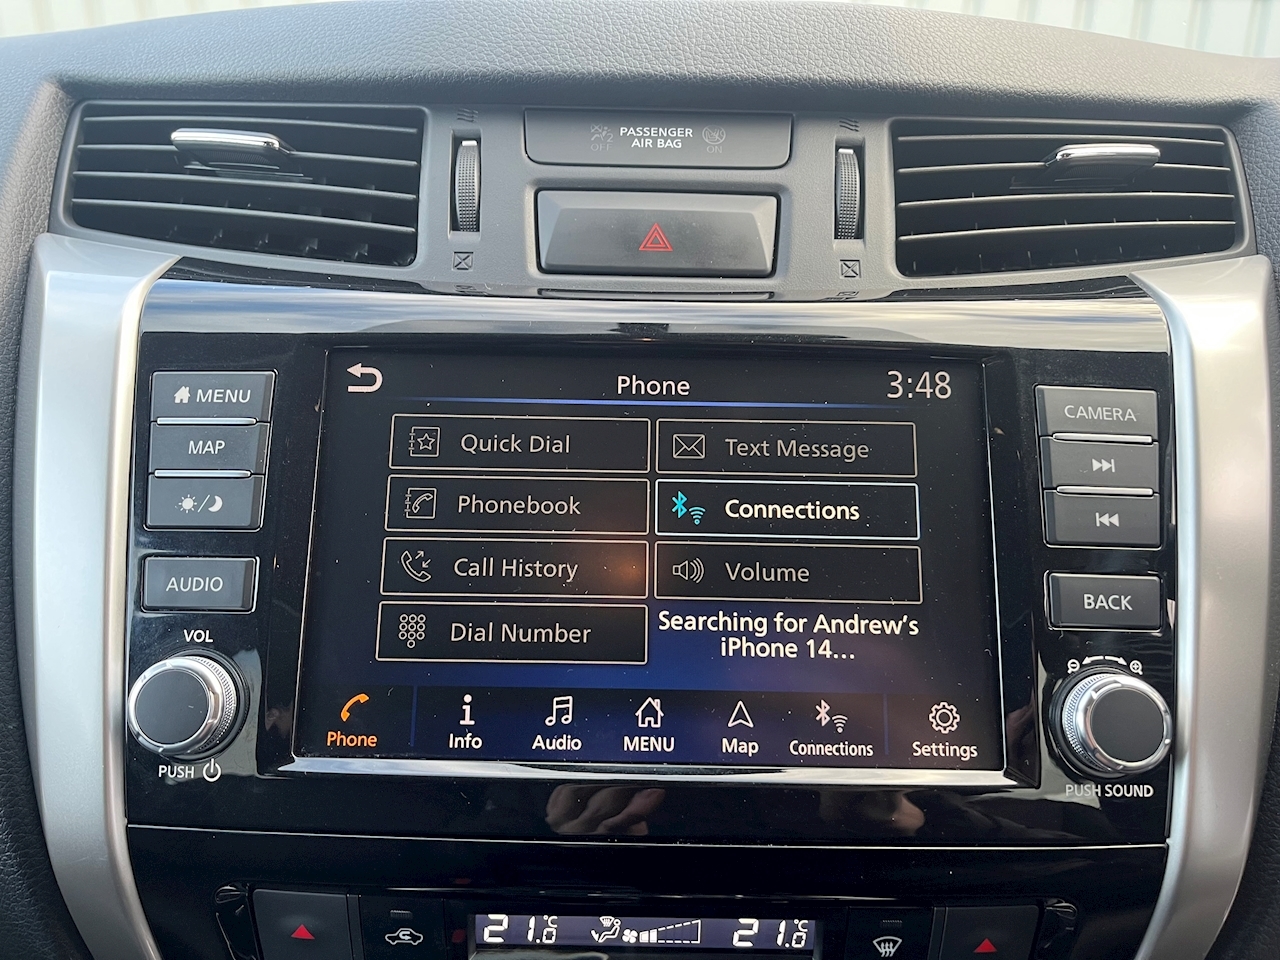 PASSENGER
AIR BAG
OFF
ON
MENU
MAP
AUDIO
VOL
PUSH
Phone
3:48
Quick Dial
Text Message
Phonebook
Connections
Call History
Volume
Dial Number
Searching for Andrew's
iPhone 14...
Phone
Info
Audio
MENU
Map
Connections
Settings
CAMERA
BACK
PUSH SOUND
21.0°C
21.0°C